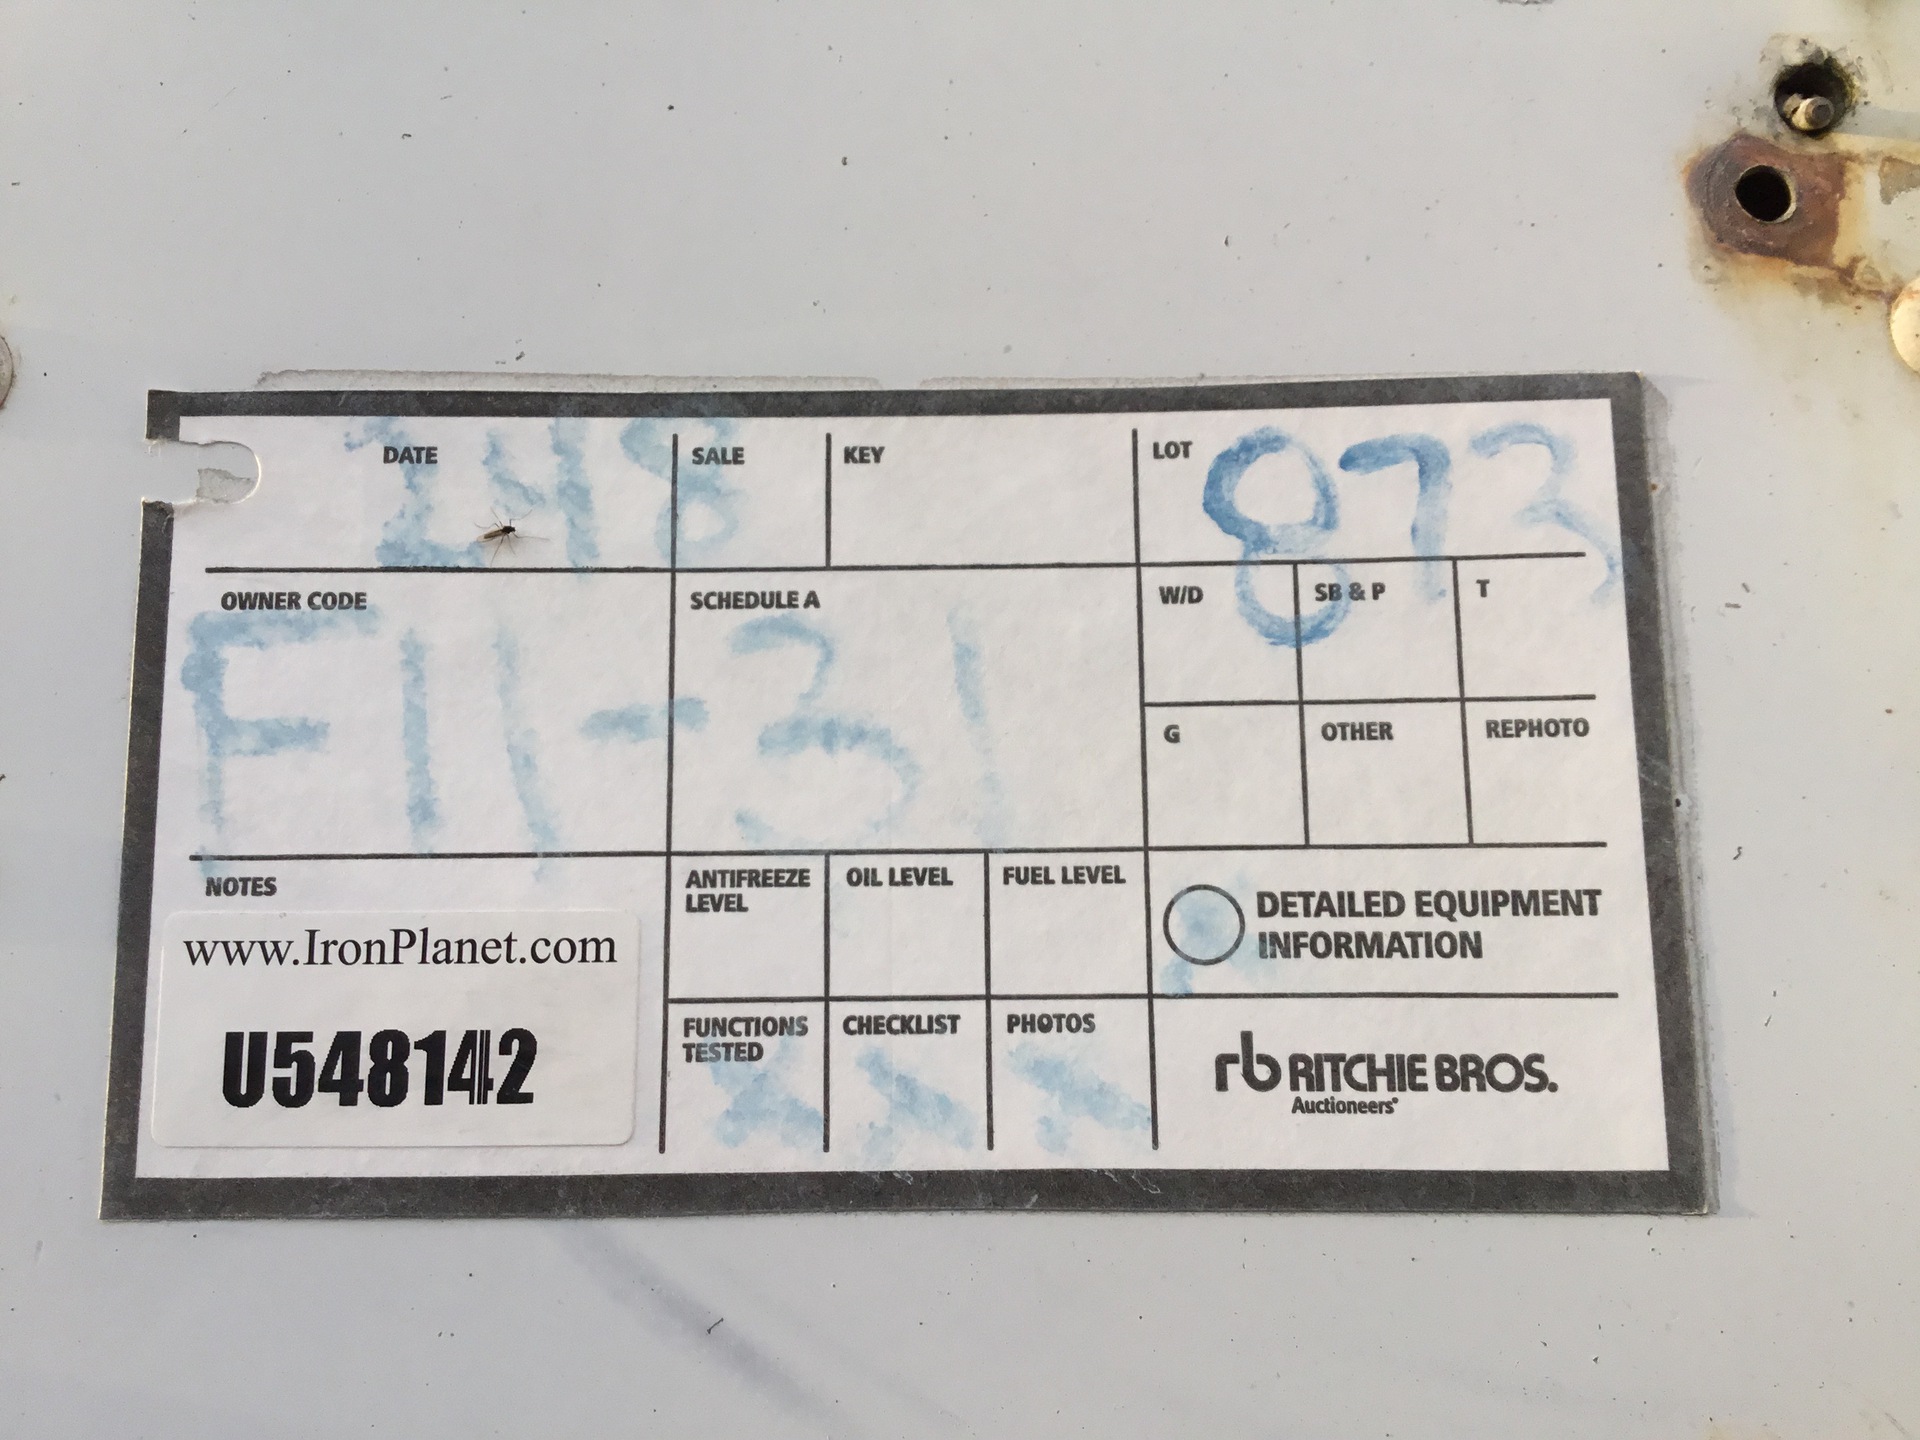 DATE 248 SALE KEY LOT 873
OWNER CODE SCHEDULE A W/D SB & P T
F11-31
G OTHER REPHOTO
NOTES ANTIFREEZE LEVEL OIL LEVEL FUEL LEVEL DETAILED EQUIPMENT INFORMATION
www.IronPlanet.com
U548142
FUNCTIONS TESTED CHECKLIST PHOTOS
X X X
rb RITCHIE BROS.
Auctioneers®